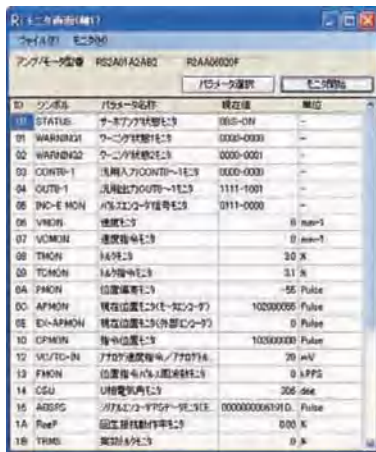 モニタ画面(軸1)
ファイル(F) モニタ(M)
アンプ/モータ型番 RS2A01A2AB2 R2AA06020F
パラメータ選択 モニタ開始
ID シンボル パラメータ名称 現在値 単位
STATUS サーボアンプ状態モニタ -
01 WARNING1 ワーニング状態1モニタ 0000-0000 -
02 WARNING2 ワーニング状態2モニタ 0000-0001 -
03 CONT8-1 汎用入力CONT8~1モニタ 0000-0000 -
04 OUT8-1 汎用出力OUT8~1モニタ 1111-1001 -
05 INC-E MON パルスエンコーダ信号モニタ 0111-0000 -
06 VMON 速度モニタ 0 min-1
07 VCMON 速度指令モニタ 0 min-1
08 TMON トルクモニタ 3.0 %
09 TCMON トルク指令モニタ 3.1 %
0A PMON 位置偏差モニタ -55 Pulse
APMON 現在位置モニタ(モータエンコーダ) Pulse
EX-APMON 現在位置モニタ(外部エンコーダ) 0 Pulse
10 CPMON 指令位置モニタ 102900000 Pulse
12 VC/TC-IN アナログ速度指令/アナログトル.. 20 mV
13 FMON 位置指令パルス周波数モニタ 0 kPPS
14 CSU U相電気角モニタ 306 deg
シリアルエンコーダPSデータモニタ Pulse
1A RegP 回生抵抗動作率モニタ 0.00 %
1B TRMS 実効トルクモニタ 0 %